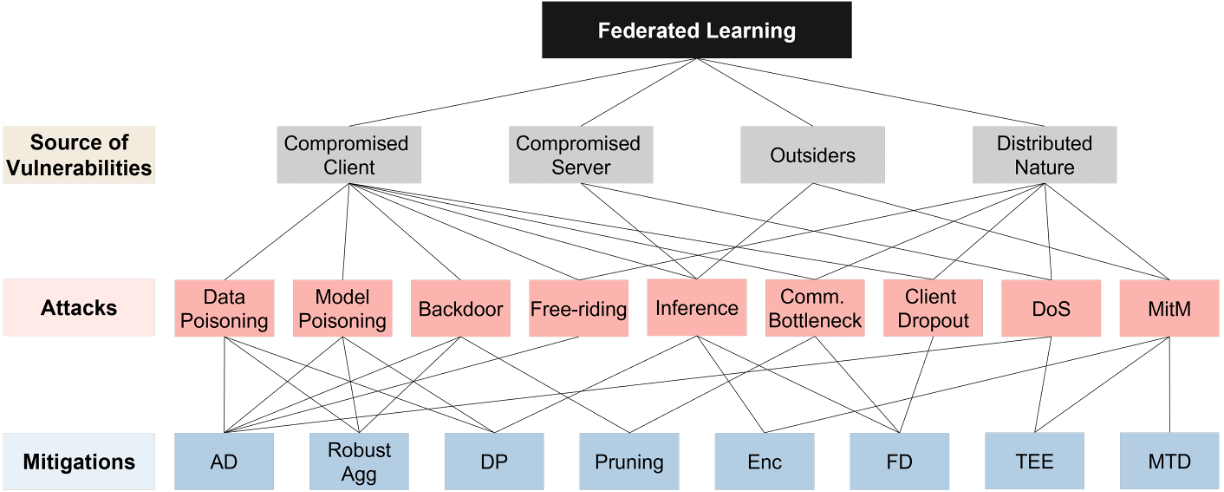 Federated Learning
Source of
Vulnerabilities
Compromised
Client
Compromised
Server
Outsiders
Distributed
Nature
Attacks
Data
Poisoning
Model
Poisoning
Backdoor
Free-riding
Inference
Comm.
Bottleneck
Client
Dropout
DoS
MitM
Mitigations
AD
Robust
Agg
DP
Pruning
Enc
FD
TEE
MTD